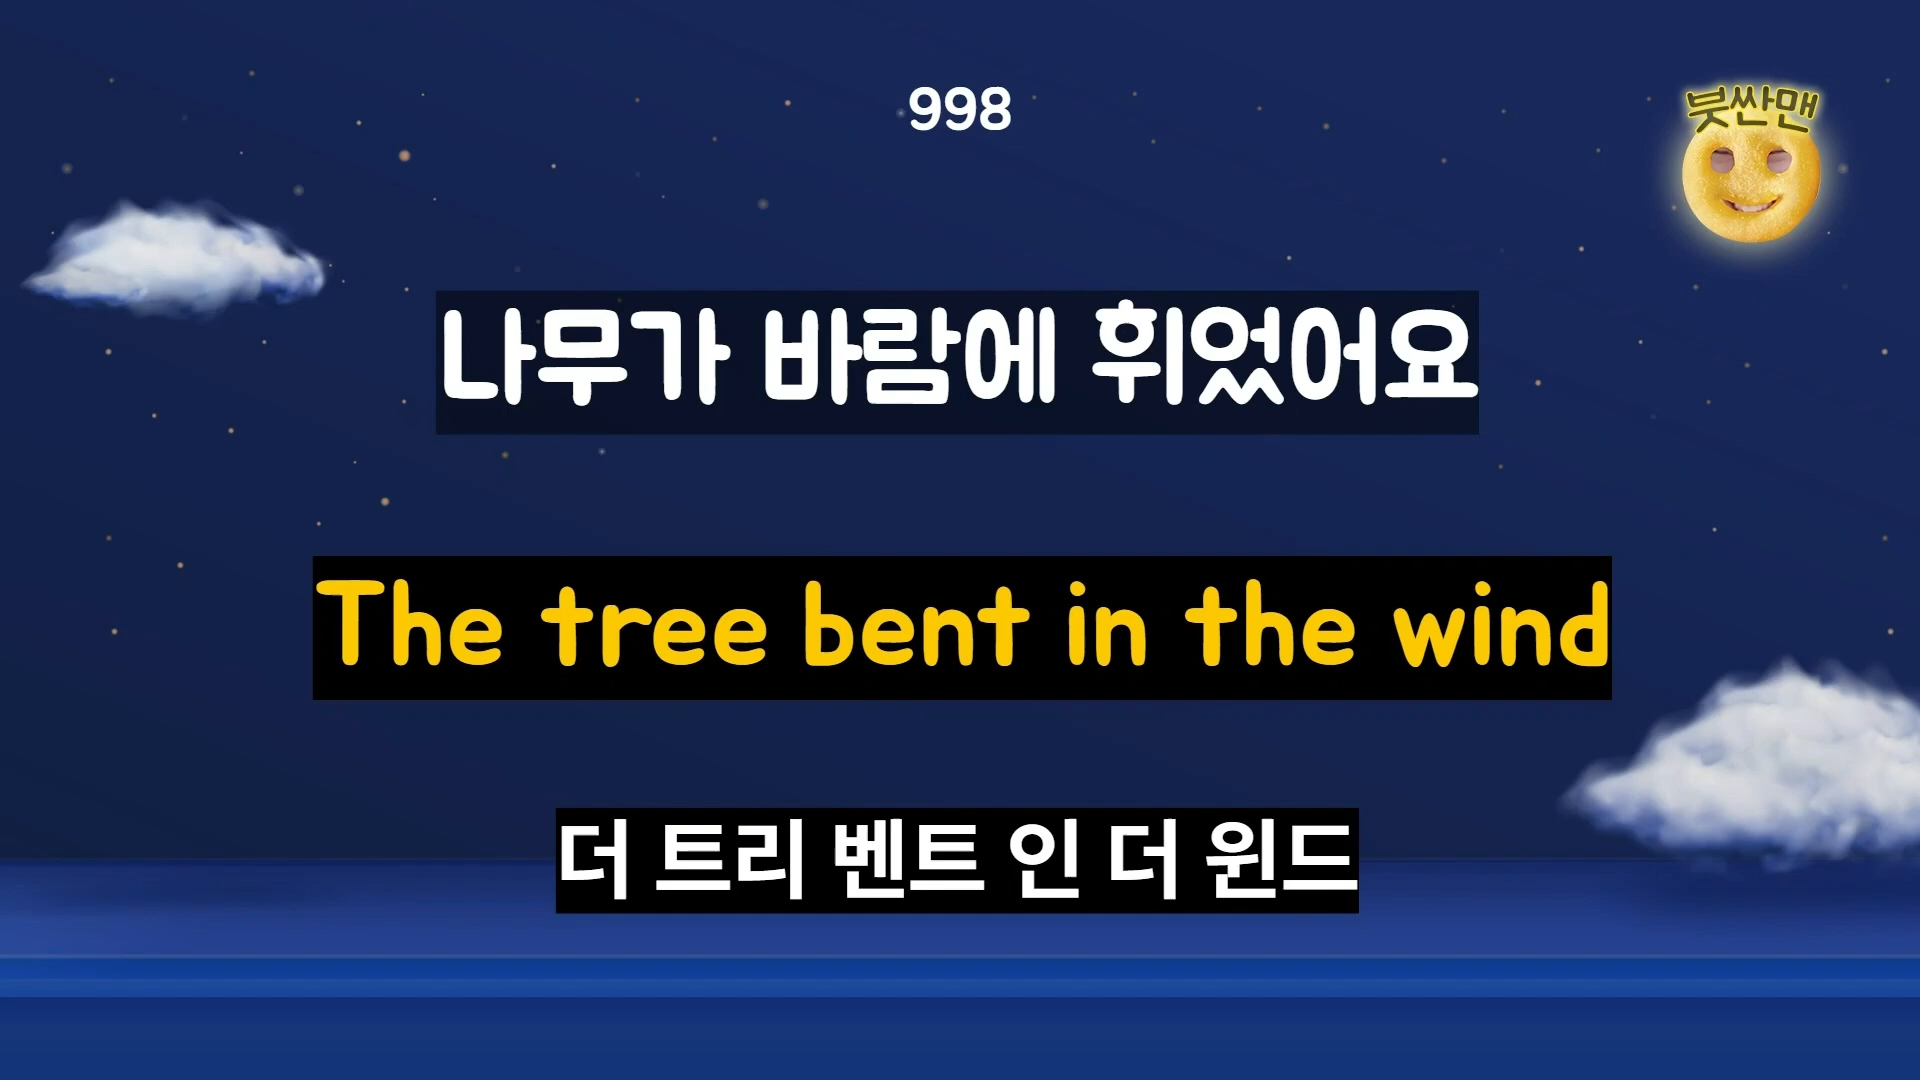 998
붓싼맨
나무가 바람에 휘었어요
The tree bent in the wind
더 트리 벤트 인 더 윈드